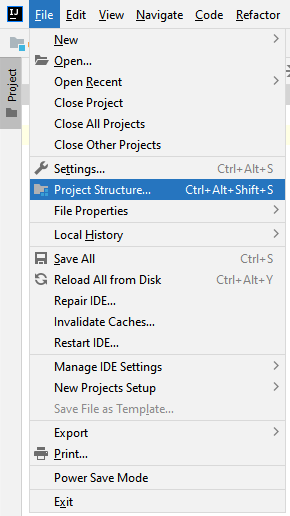 IJ File Edit View Navigate Code Refactor
Project
New
Open...
Open Recent
Close Project
Close All Projects
Close Other Projects
Settings... Ctrl+Alt+S
Project Structure... Ctrl+Alt+Shift+S
File Properties
Local History
Save All Ctrl+S
Reload All from Disk Ctrl+Alt+Y
Repair IDE...
Invalidate Caches...
Restart IDE...
Manage IDE Settings
New Projects Setup
Save File as Template...
Export
Print...
Power Save Mode
Exit